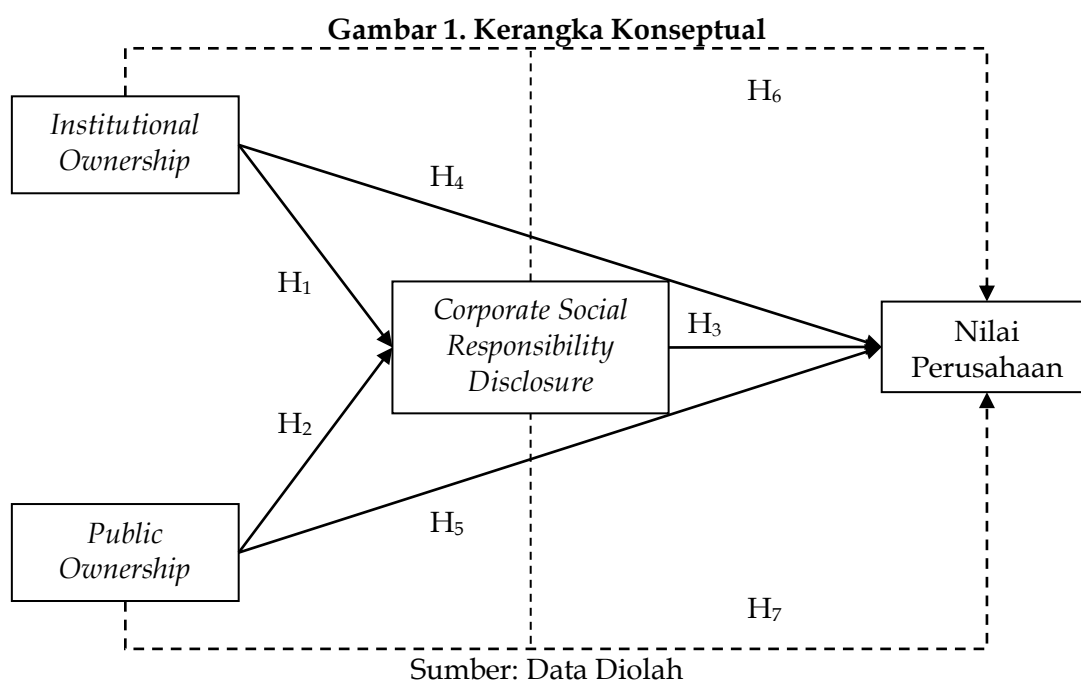 Gambar 1. Kerangka Konseptual
H₆
Institutional
Ownership
H₄
H₁
Corporate Social
Responsibility
Disclosure
H₃
Nilai
Perusahaan
H₂
Public
Ownership
H₅
H₇
Sumber: Data Diolah